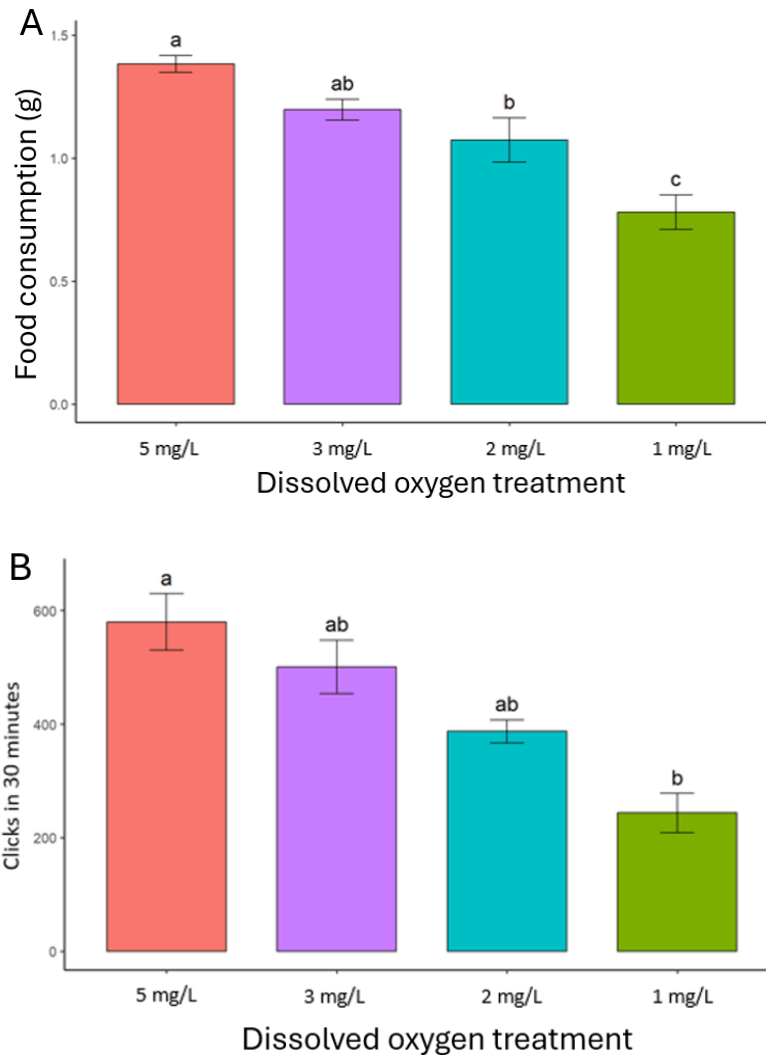 A
Food consumption (g)
1.5
1.0
0.5
0.0
a
ab
b
c
5 mg/L
3 mg/L
2 mg/L
1 mg/L
Dissolved oxygen treatment
B
Clicks in 30 minutes
600
400
200
0
a
ab
ab
b
5 mg/L
3 mg/L
2 mg/L
1 mg/L
Dissolved oxygen treatment